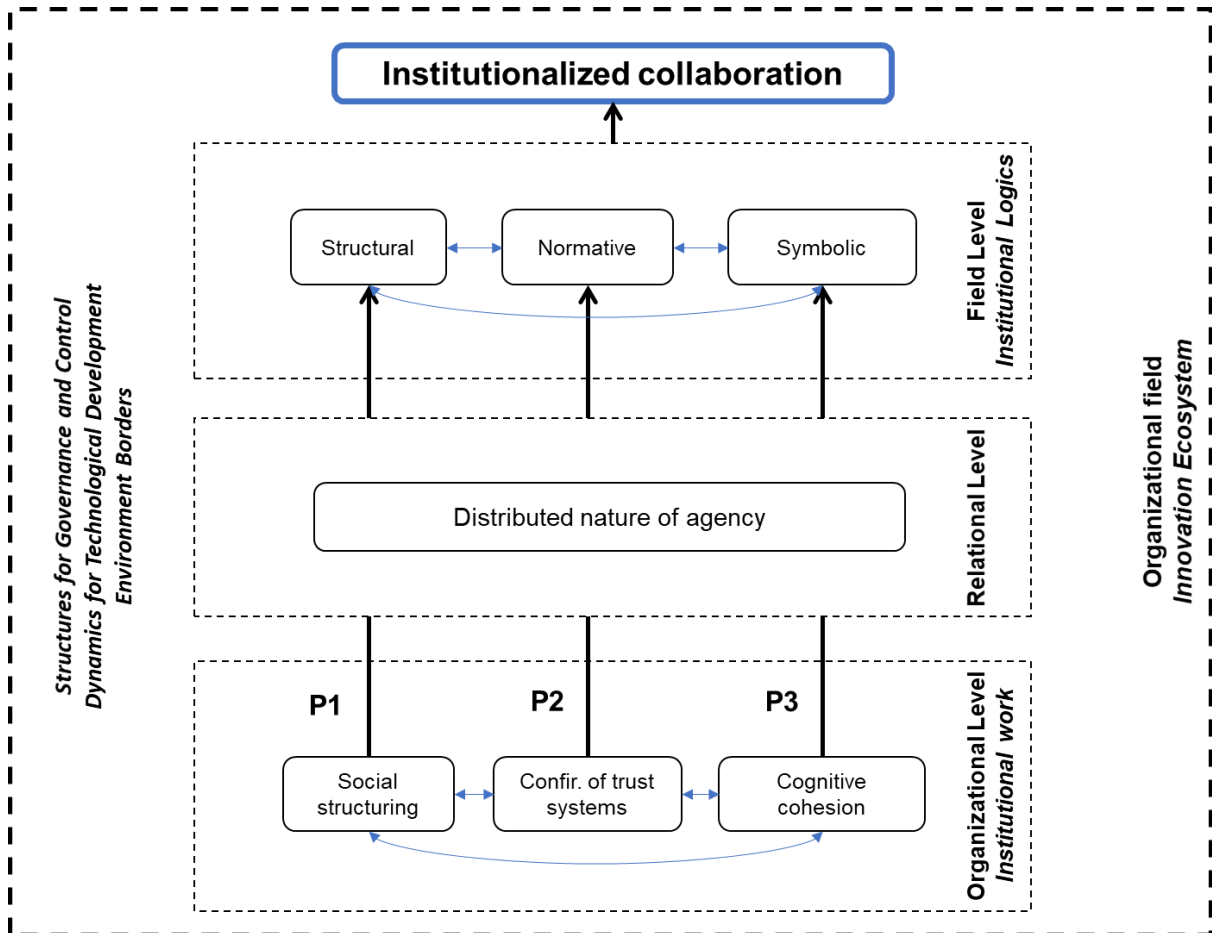 Institutionalized collaboration
Structural
Normative
Symbolic
Field Level
Institutional Logics
Structures for Governance and Control
Dynamics for Technological Development
Environment Borders
Distributed nature of agency
Relational Level
Organizational field
Innovation Ecosystem
P1
P2
P3
Social
structuring
Confir. of trust
systems
Cognitive
cohesion
Organizational Level
Institutional work